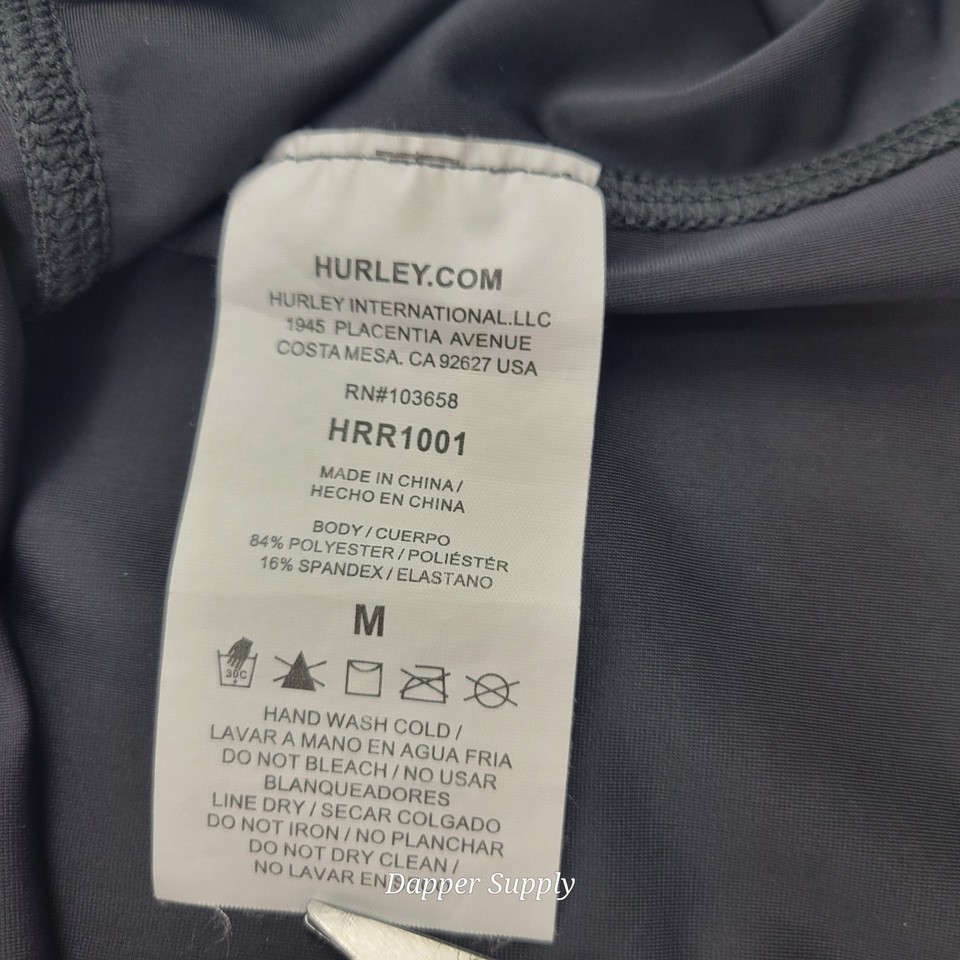 HURLEY.COM
HURLEY INTERNATIONAL.LLC
1945 PLACENTIA AVENUE
COSTA MESA. CA 92627 USA
RN#103658
HRR1001
MADE IN CHINA /
HECHO EN CHINA
BODY / CUERPO
84% POLYESTER / POLIÉSTÉR
16% SPANDEX / ELASTANO
M
30C
HAND WASH COLD /
LAVAR A MANO EN AGUA FRIA
DO NOT BLEACH / NO USAR
BLANQUEADORES
LINE DRY / SECAR COLGADO
DO NOT IRON / NO PLANCHAR
DO NOT DRY CLEAN /
NO LAVAR EN
Dapper Supply